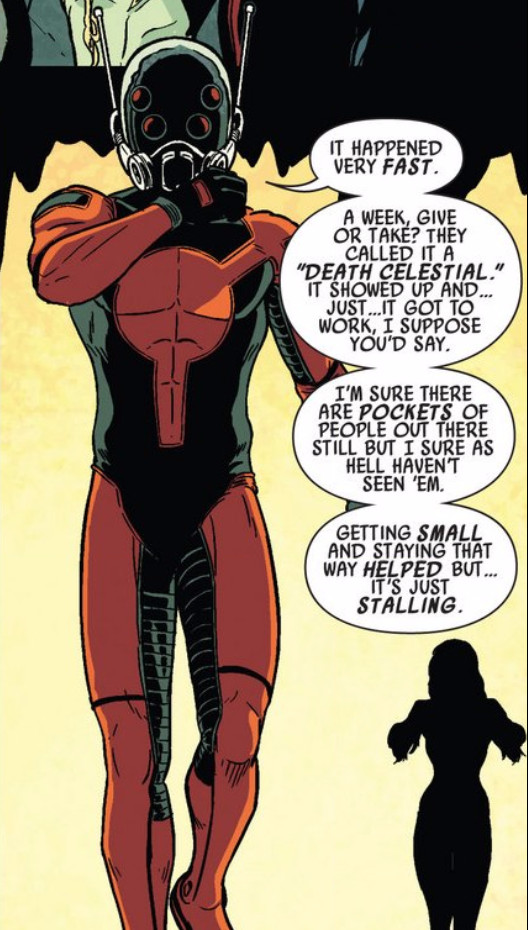 IT HAPPENED
VERY FAST.
A WEEK, GIVE
OR TAKE? THEY
CALLED IT A
"DEATH CELESTIAL."
IT SHOWED UP AND...
JUST...IT GOT TO
WORK, I SUPPOSE
YOU'D SAY.
I'M SURE THERE
ARE POCKETS OF
PEOPLE OUT THERE
STILL BUT I SURE AS
HELL HAVEN'T
SEEN 'EM.
GETTING SMALL
AND STAYING THAT
WAY HELPED BUT...
IT'S JUST
STALLING.